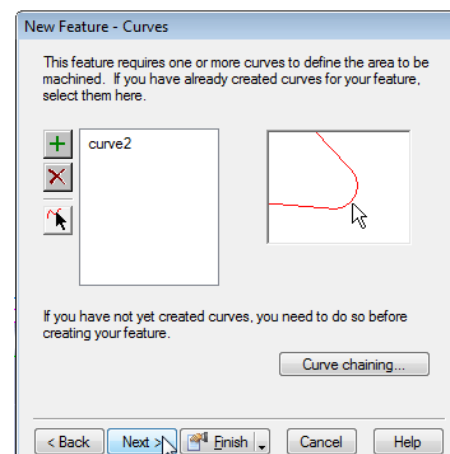 New Feature - Curves
This feature requires one or more curves to define the area to be
machined. If you have already created curves for your feature,
select them here.
curve2
If you have not yet created curves, you need to do so before
creating your feature.
Curve chaining...
< Back Next > Finish Cancel Help